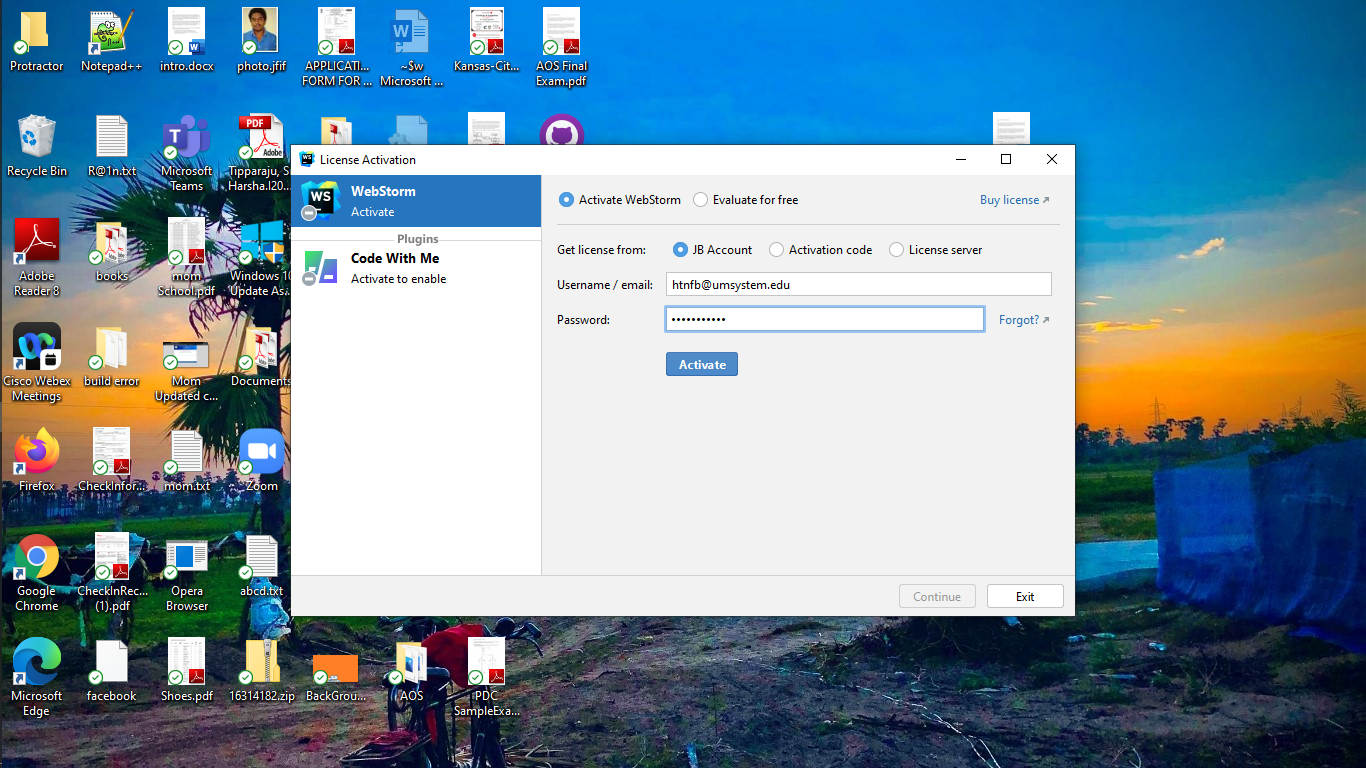 Protractor
Notepad++
intro.docx
photo.jfif
APPLICATI...
FORM FOR ...
~$w
Microsoft ...
Kansas-Cit...
AOS Final
Exam.pdf
Recycle Bin
R@1n.txt
Microsoft
Teams
Tipparaju, S
Harsha.I20...
PDF
Adobe
License Activation
WS
WebStorm
Activate
Plugins
Code With Me
Activate to enable
Activate WebStorm
Evaluate for free
Buy license
Get license from:
JB Account
Activation code
License server
Username / email:
htnfb@umsystem.edu
Password:
•••••••••••
Forgot?
Activate
Continue
Exit
Adobe
Reader 8
books
mom
School.pdf
Windows 10
Update As...
Cisco Webex
Meetings
build error
Mom
Updated c...
Documents
Firefox
CheckInfor...
mom.txt
Zoom
Google
Chrome
CheckInRec...
(1).pdf
Opera
Browser
abcd.txt
Microsoft
Edge
facebook
Shoes.pdf
16314182.zip
BackGrou...
AOS
PDC
SampleExa...